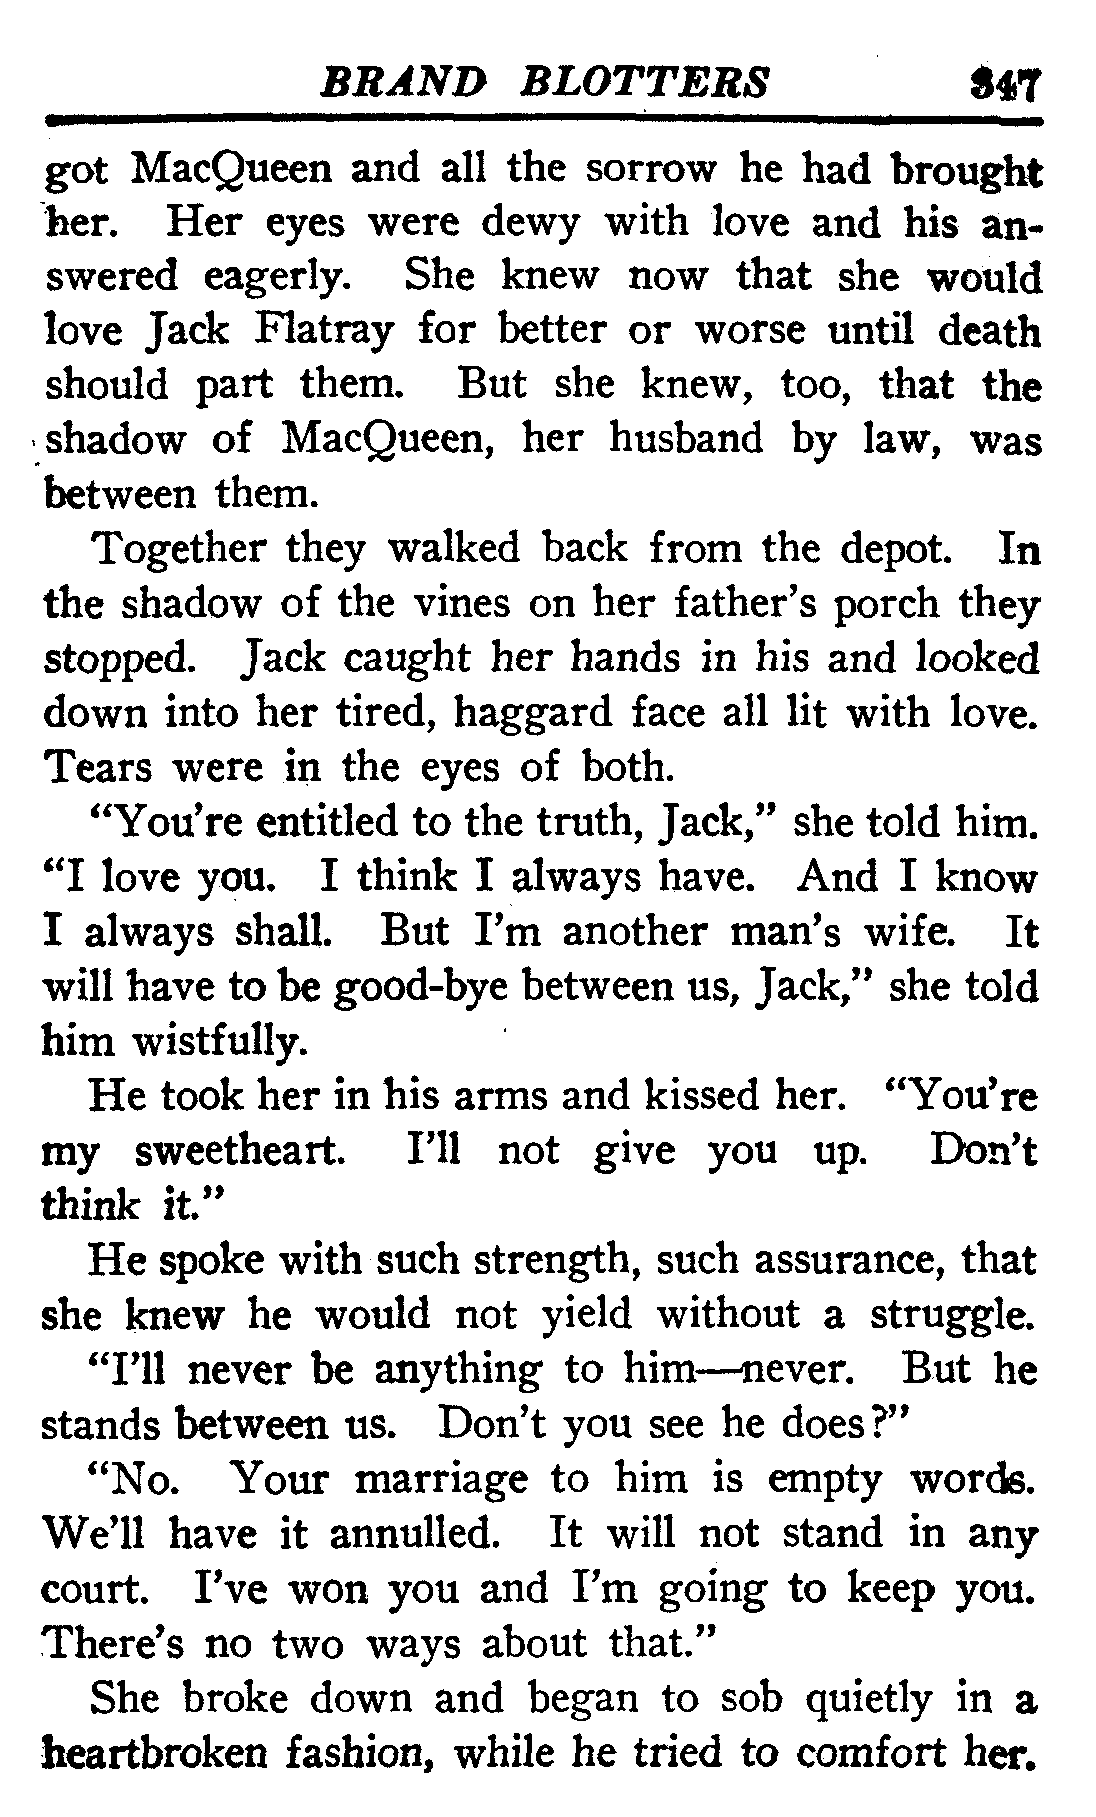 BRAND BLOTTERS 347
got MacQueen and all the sorrow he had brought
her. Her eyes were dewy with love and his an-
swered eagerly. She knew now that she would
love Jack Flatray for better or worse until death
should part them. But she knew, too, that the
shadow of MacQueen, her husband by law, was
between them.
Together they walked back from the depot. In
the shadow of the vines on her father's porch they
stopped. Jack caught her hands in his and looked
down into her tired, haggard face all lit with love.
Tears were in the eyes of both.
"You're entitled to the truth, Jack," she told him.
"I love you. I think I always have. And I know
I always shall. But I'm another man's wife. It
will have to be good-bye between us, Jack," she told
him wistfully.
He took her in his arms and kissed her. "You're
my sweetheart. I'll not give you up. Don't
think it."
He spoke with such strength, such assurance, that
she knew he would not yield without a struggle.
"I'll never be anything to him—never. But he
stands between us. Don't you see he does?"
"No. Your marriage to him is empty words.
We'll have it annulled. It will not stand in any
court. I've won you and I'm going to keep you.
There's no two ways about that."
She broke down and began to sob quietly in a
heartbroken fashion, while he tried to comfort her.